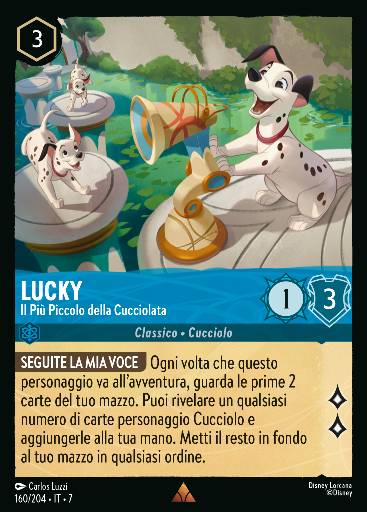 3
LUCKY
Il Più Piccolo della Cucciolata
1
3
Classico • Cucciolo
SEGUITE LA MIA VOCE Ogni volta che questo
personaggio va all'avventura, guarda le prime 2
carte del tuo mazzo. Puoi rivelare un qualsiasi
numero di carte personaggio Cucciolo e
aggiungerle alla tua mano. Metti il resto in fondo
al tuo mazzo in qualsiasi ordine.
Carlos Luzzi
160/204 • IT • 7
Disney Lorcana
©Disney